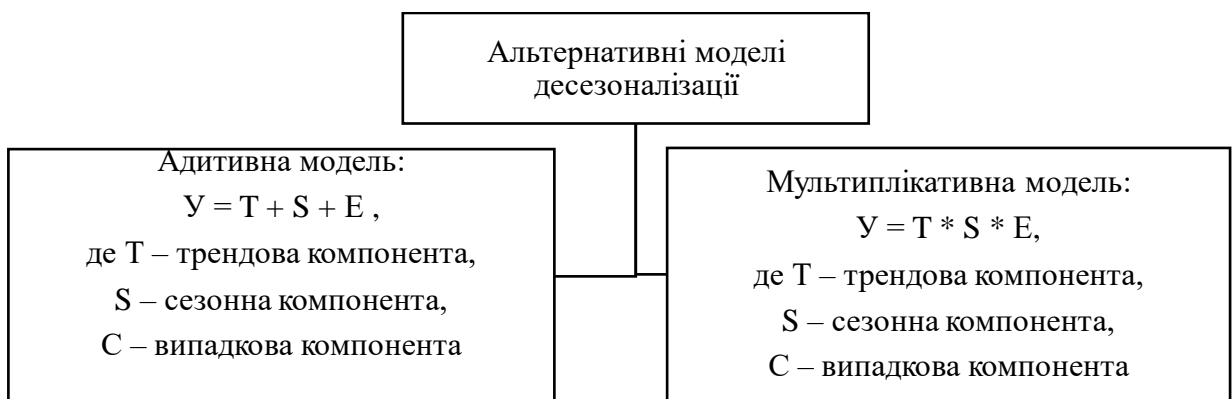 Альтернативні моделі
десезоналізації
Адитивна модель:
У = T + S + E ,
де T – трендова компонента,
S – сезонна компонента,
С – випадкова компонента
Мультиплікативна модель:
У = T * S * E,
де T – трендова компонента,
S – сезонна компонента,
С – випадкова компонента